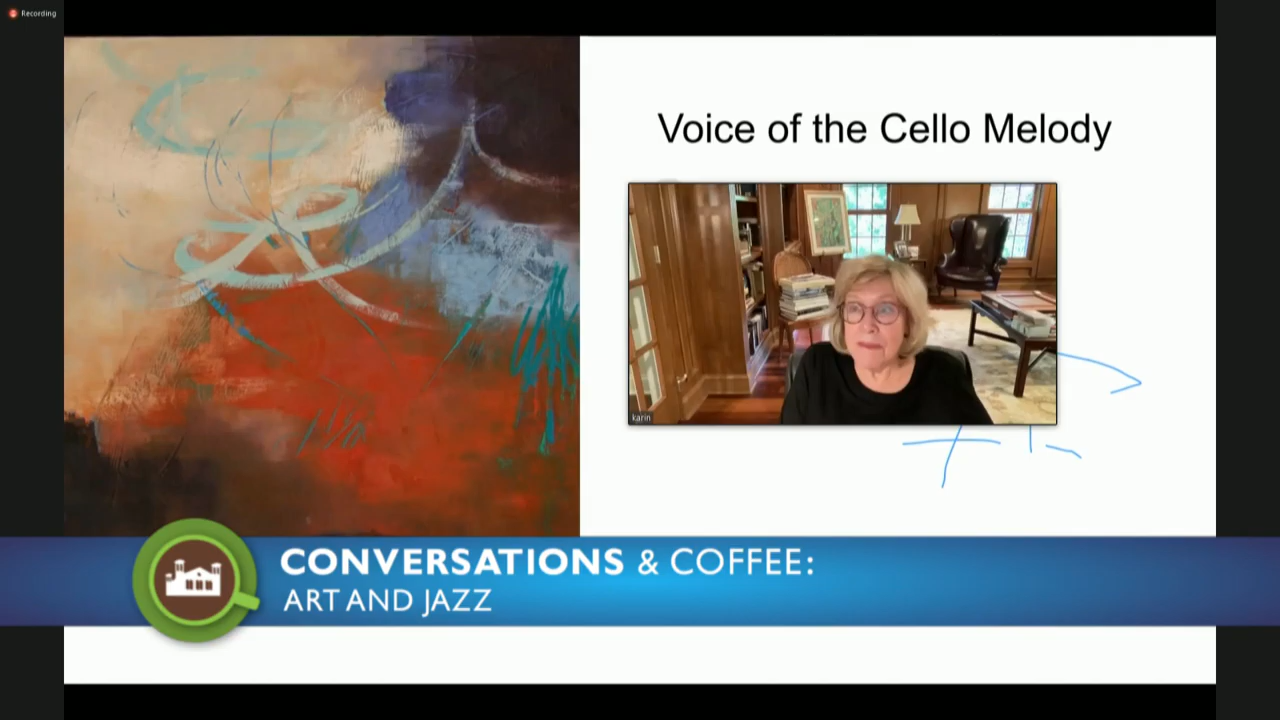 Recording
Voice of the Cello Melody
karin
CONVERSATIONS & COFFEE:
ART AND JAZZ